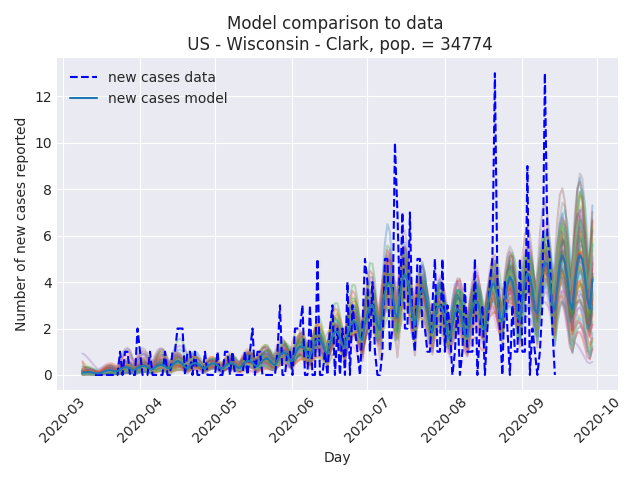 Model comparison to data
US - Wisconsin - Clark, pop. = 34774
new cases data
new cases model
Number of new cases reported
12
10
8
6
4
2
0
2020-03
2020-04
2020-05
2020-06
2020-07
2020-08
2020-09
2020-10
Day